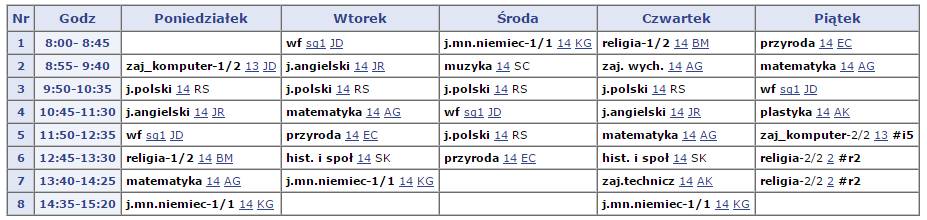 Nr Godz Poniedziałek Wtorek Środa Czwartek Piątek
1 8:00- 8:45 wf sg1 JD j.mn.niemiec-1/1 14 KG religia-1/2 14 BM przyroda 14 EC
2 8:55- 9:40 zaj_komputer-1/2 13 JD j.angielski 14 JR muzyka 14 SC zaj. wych. 14 AG matematyka 14 AG
3 9:50-10:35 j.polski 14 RS j.polski 14 RS j.polski 14 RS j.polski 14 RS wf sg1 JD
4 10:45-11:30 j.angielski 14 JR matematyka 14 AG wf sg1 JD j.angielski 14 JR plastyka 14 AK
5 11:50-12:35 wf sg1 JD przyroda 14 EC j.polski 14 RS matematyka 14 AG zaj_komputer-2/2 13 #i5
6 12:45-13:30 religia-1/2 14 BM hist. i społ 14 SK przyroda 14 EC hist. i społ 14 SK religia-2/2 2 #r2
7 13:40-14:25 matematyka 14 AG j.mn.niemiec-1/1 14 KG zaj.technicz 14 AK religia-2/2 2 #r2
8 14:35-15:20 j.mn.niemiec-1/1 14 KG j.mn.niemiec-1/1 14 KG